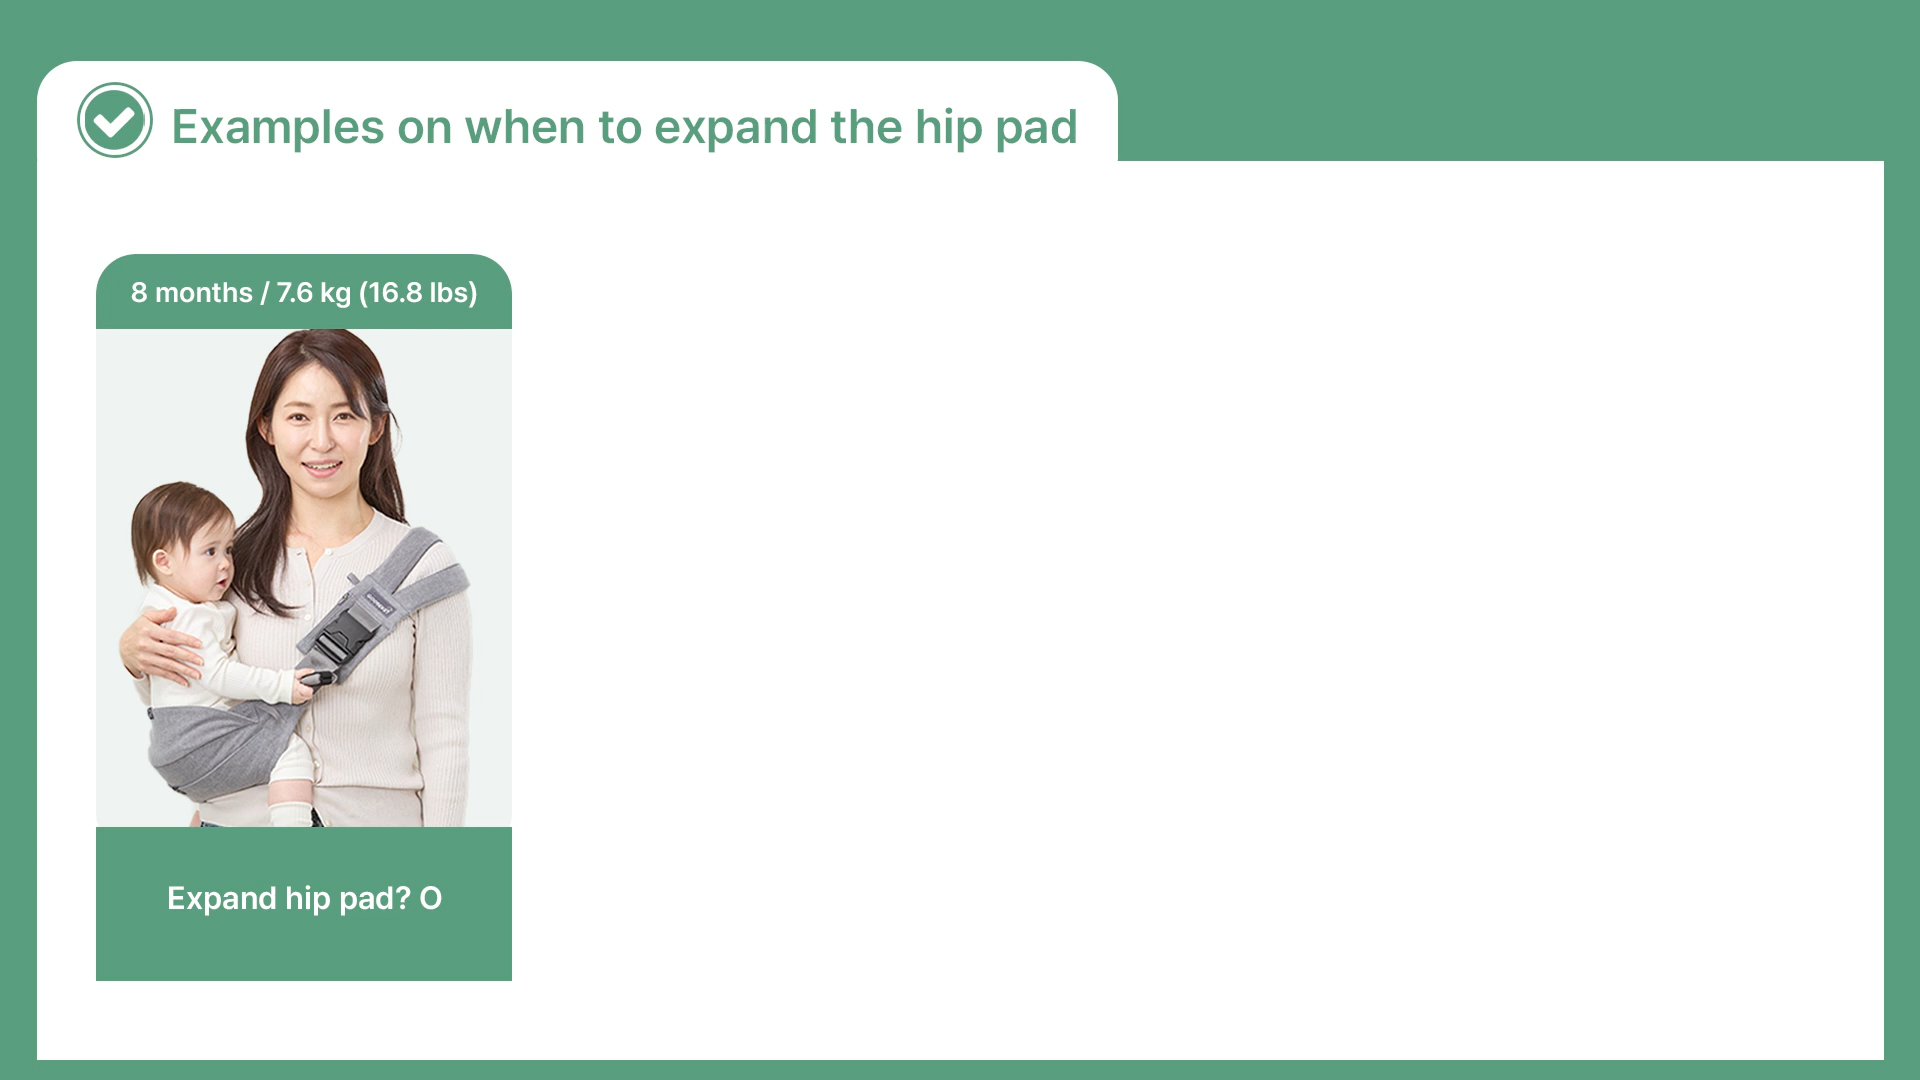 Examples on when to expand the hip pad
8 months / 7.6 kg (16.8 lbs)
Expand hip pad? O